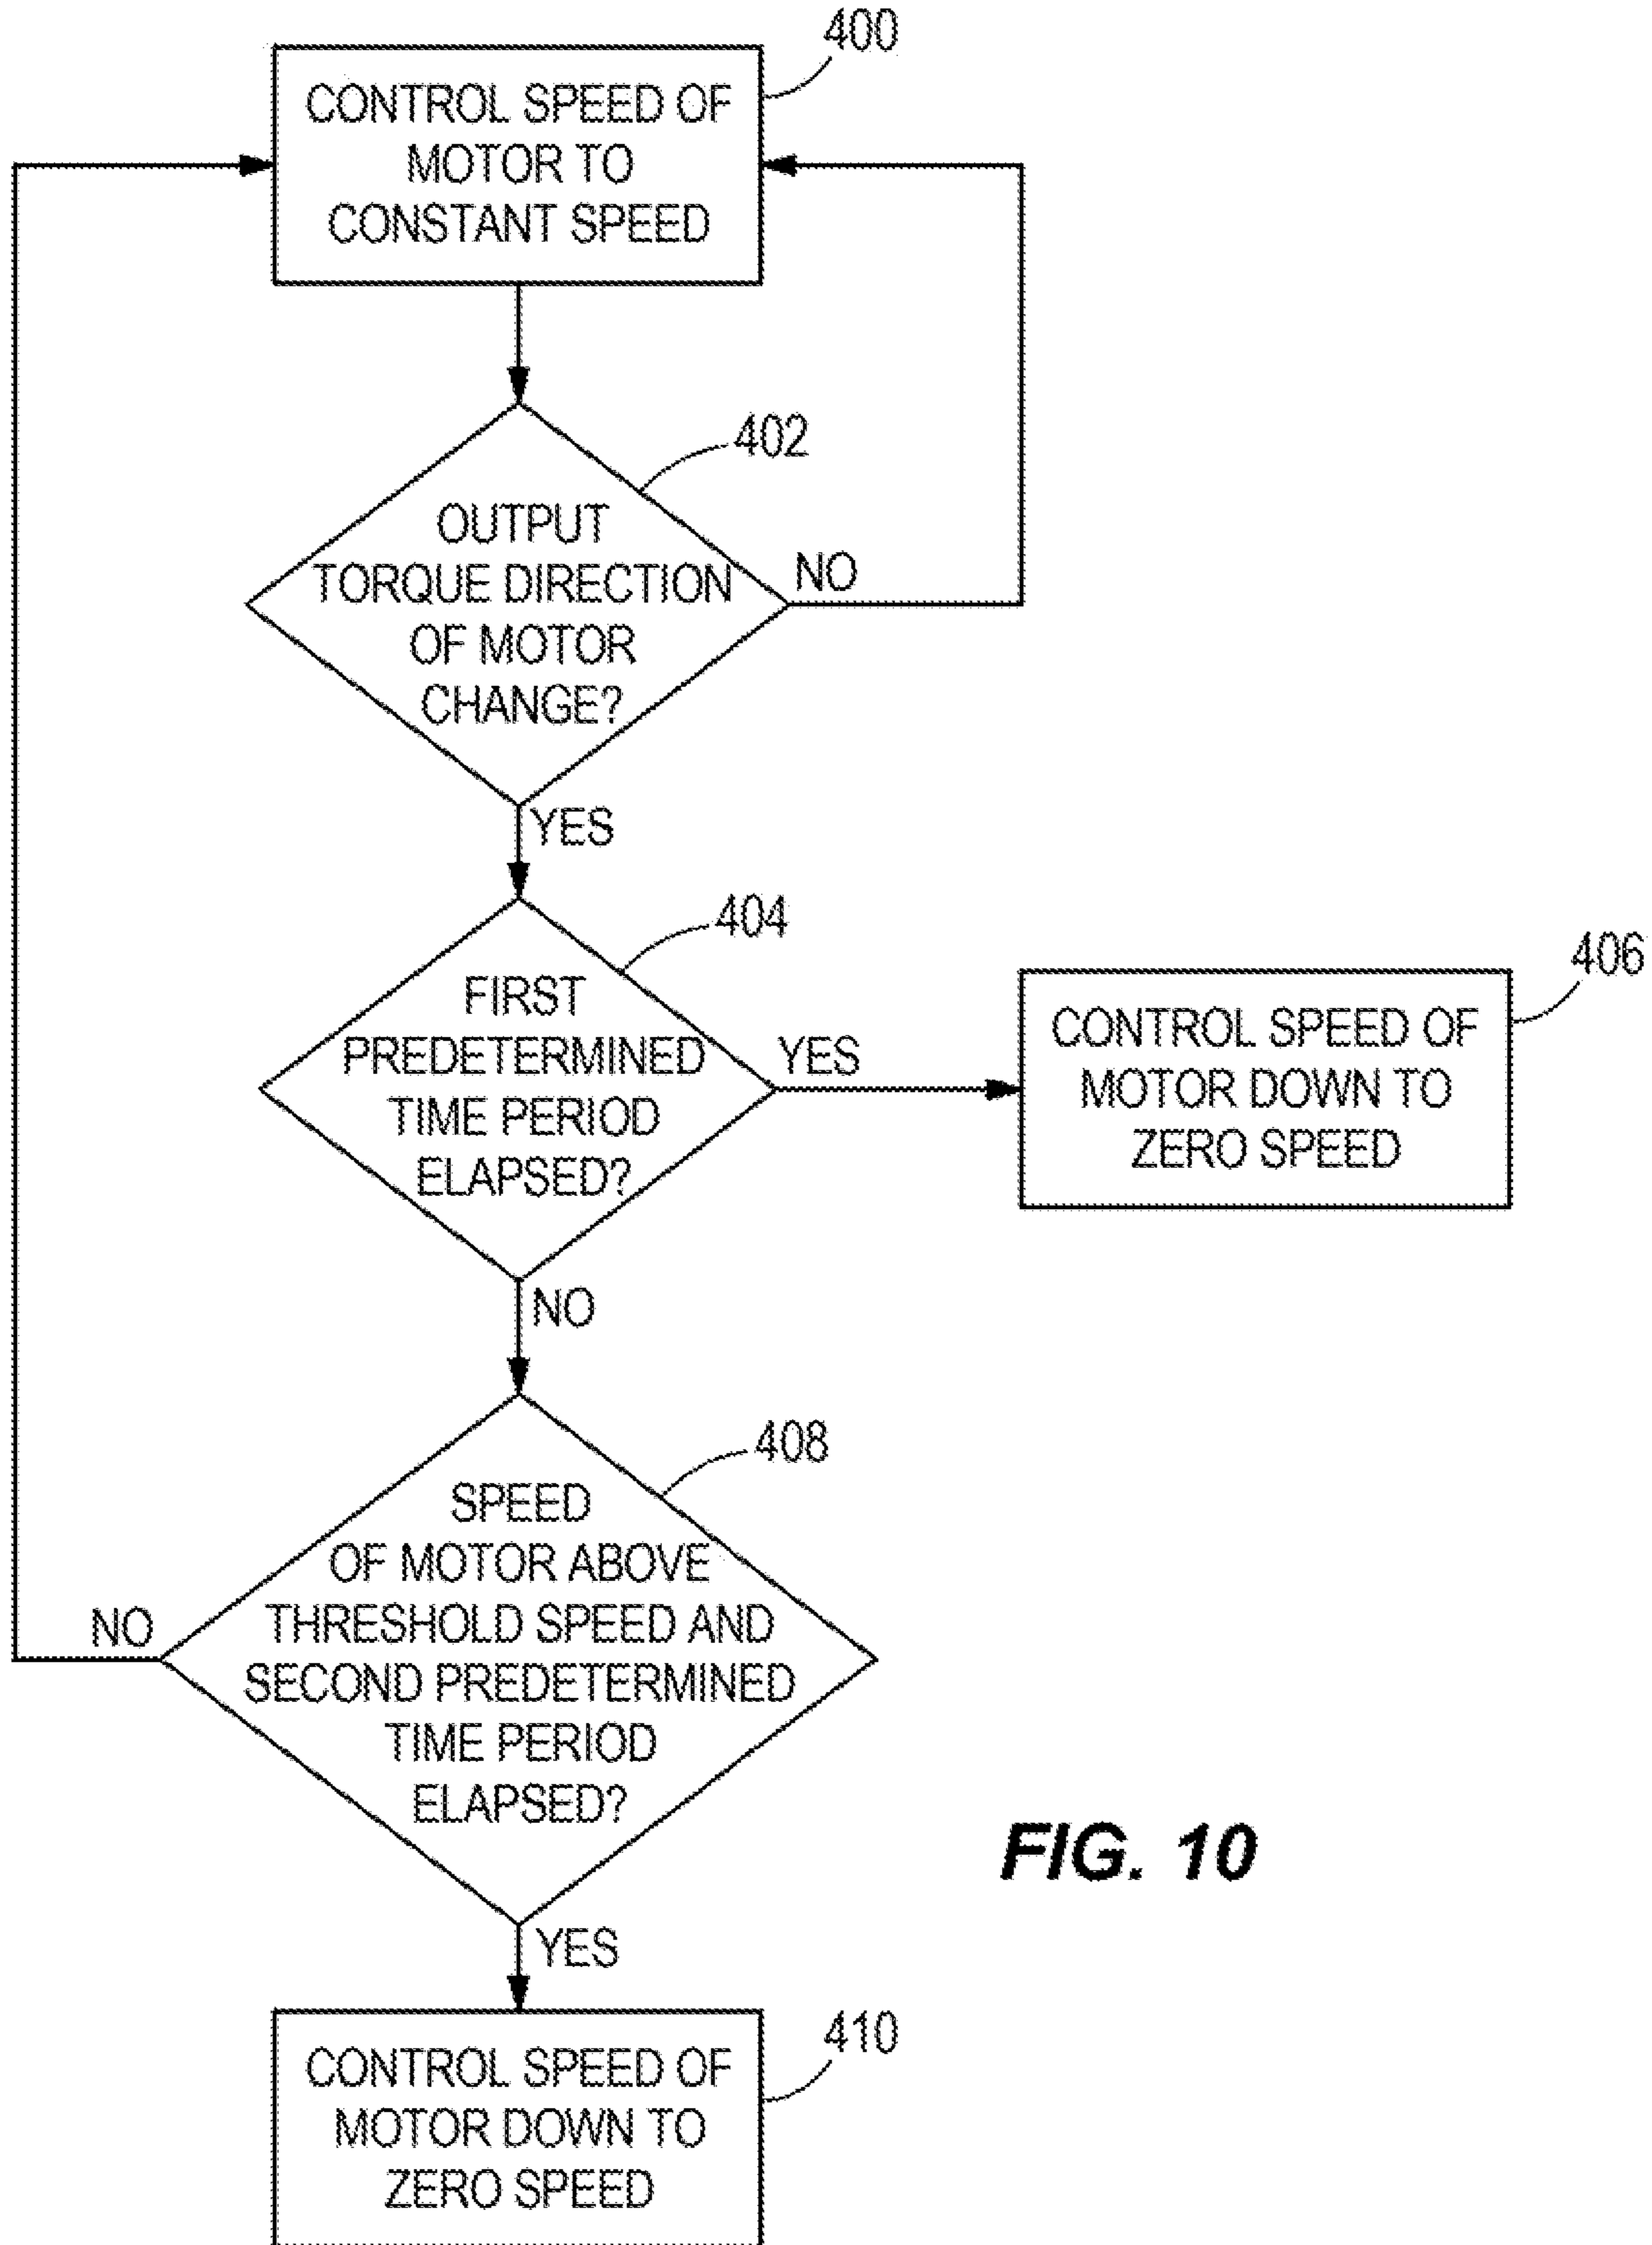 400
CONTROL SPEED OF
MOTOR TO
CONSTANT SPEED
402
OUTPUT
TORQUE DIRECTION
OF MOTOR
CHANGE?
NO
YES
404
FIRST
PREDETERMINED
TIME PERIOD
ELAPSED?
YES
406
CONTROL SPEED OF
MOTOR DOWN TO
ZERO SPEED
NO
408
SPEED
OF MOTOR ABOVE
THRESHOLD SPEED AND
SECOND PREDETERMINED
TIME PERIOD
ELAPSED?
NO
YES
FIG. 10
410
CONTROL SPEED OF
MOTOR DOWN TO
ZERO SPEED